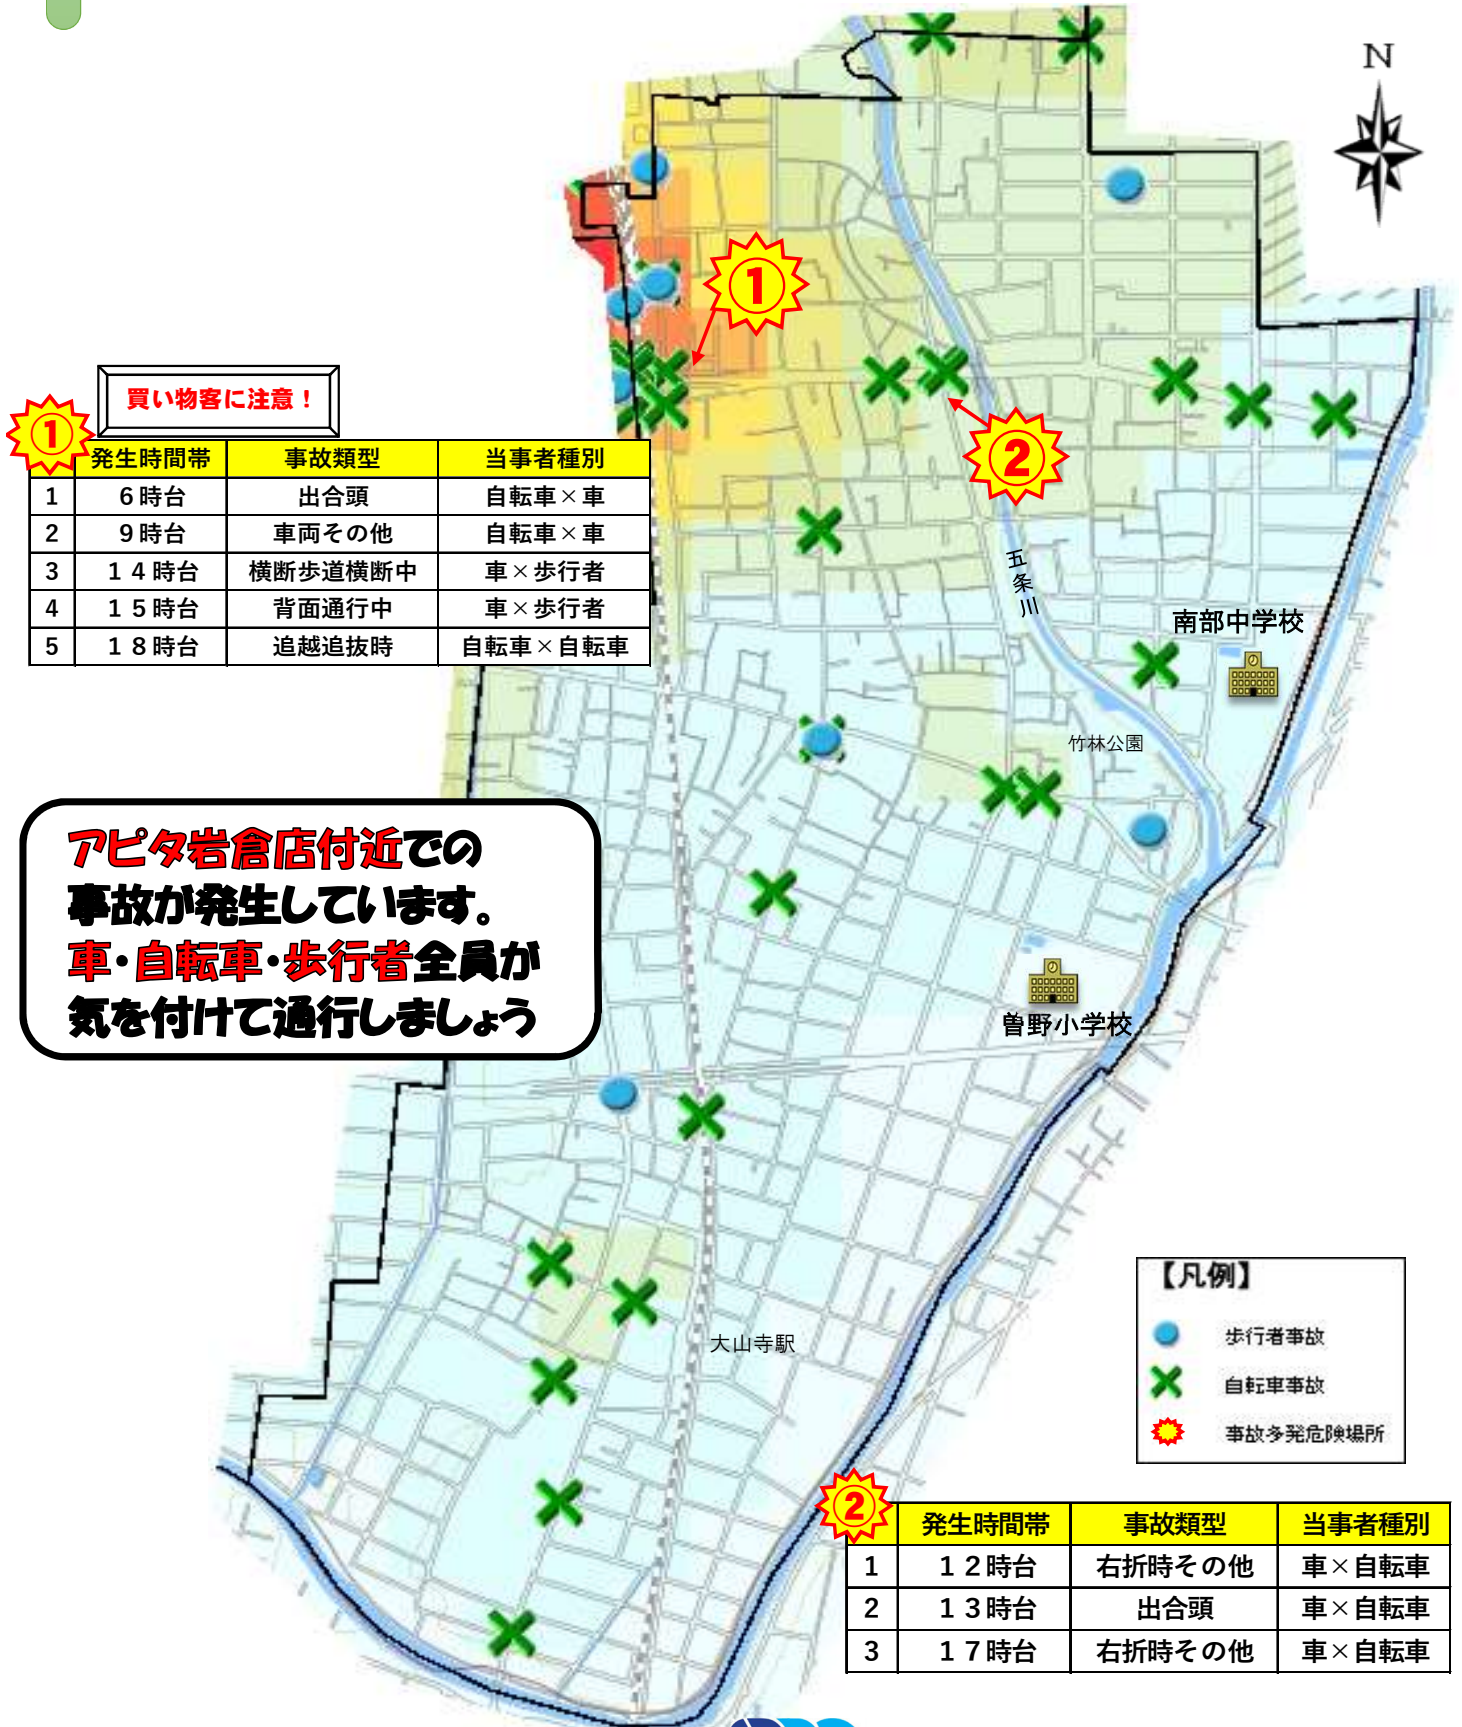 N
①
②
買い物客に注意！
①
発生時間帯 事故類型 当事者種別
1 ６時台 出合頭 自転車×車
2 ９時台 車両その他 自転車×車
3 １４時台 横断歩道横断中 車×歩行者
4 １５時台 背面通行中 車×歩行者
5 １８時台 追越追抜時 自転車×自転車
五条川
南部中学校
竹林公園
アピタ岩倉店付近での
事故が発生しています。
車・自転車・歩行者全員が
気を付けて通行しましょう
曽野小学校
大山寺駅
【凡例】
歩行者事故
自転車事故
事故多発危険場所
②
発生時間帯 事故類型 当事者種別
1 １２時台 右折時その他 車×自転車
2 １３時台 出合頭 車×自転車
3 １７時台 右折時その他 車×自転車